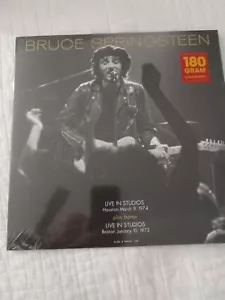 BRUCE SPRINGSTEEN
180
GRAM
LIVE IN STUDIOS
Houston March 9, 1974
plus bonus
LIVE IN STUDIOS
Boston January 10, 1973